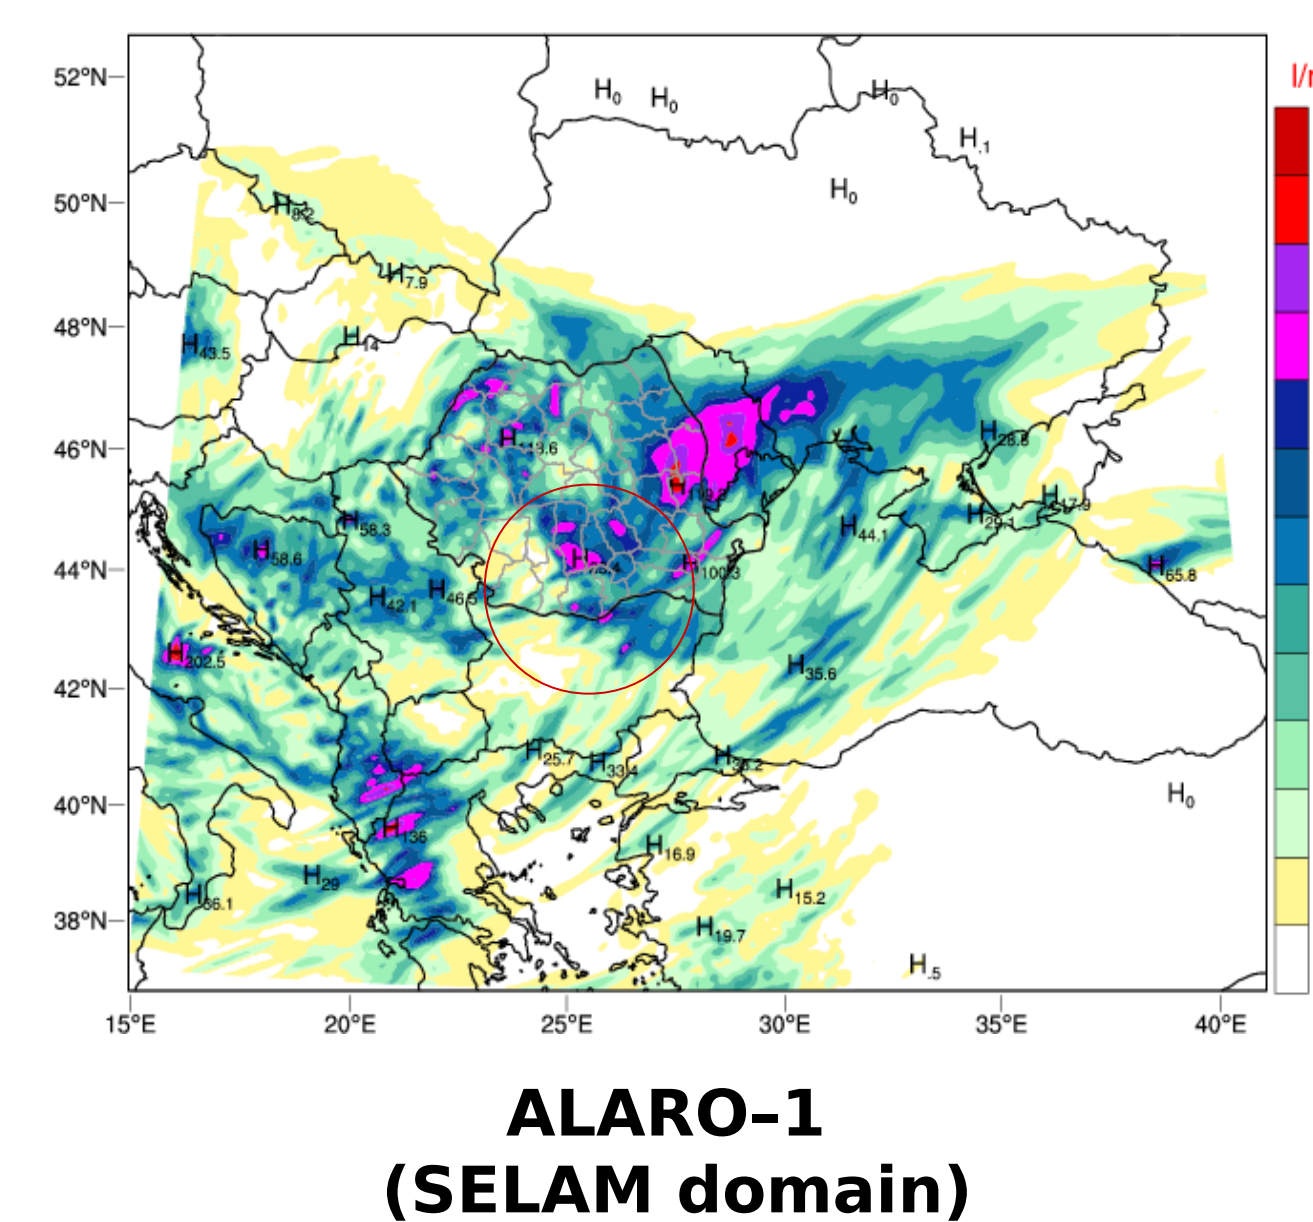 52°N
l/
H0
H0
H0
H.1
50°N
H0
H8.2
H7.9
48°N
H14
H43.5
H28.8
46°N
H113.6
H17.9
H29.1
H58.3
H44.1
H58.6
44°N
H100.3
H65.8
H42.1
H46.5
H202.5
H35.6
42°N
H25.7
H33.4
H36.2
40°N
H0
H136
H16.9
H29
H15.2
H36.1
38°N
H19.7
H.5
15°E 20°E 25°E 30°E 35°E 40°E
ALARO–1
(SELAM domain)